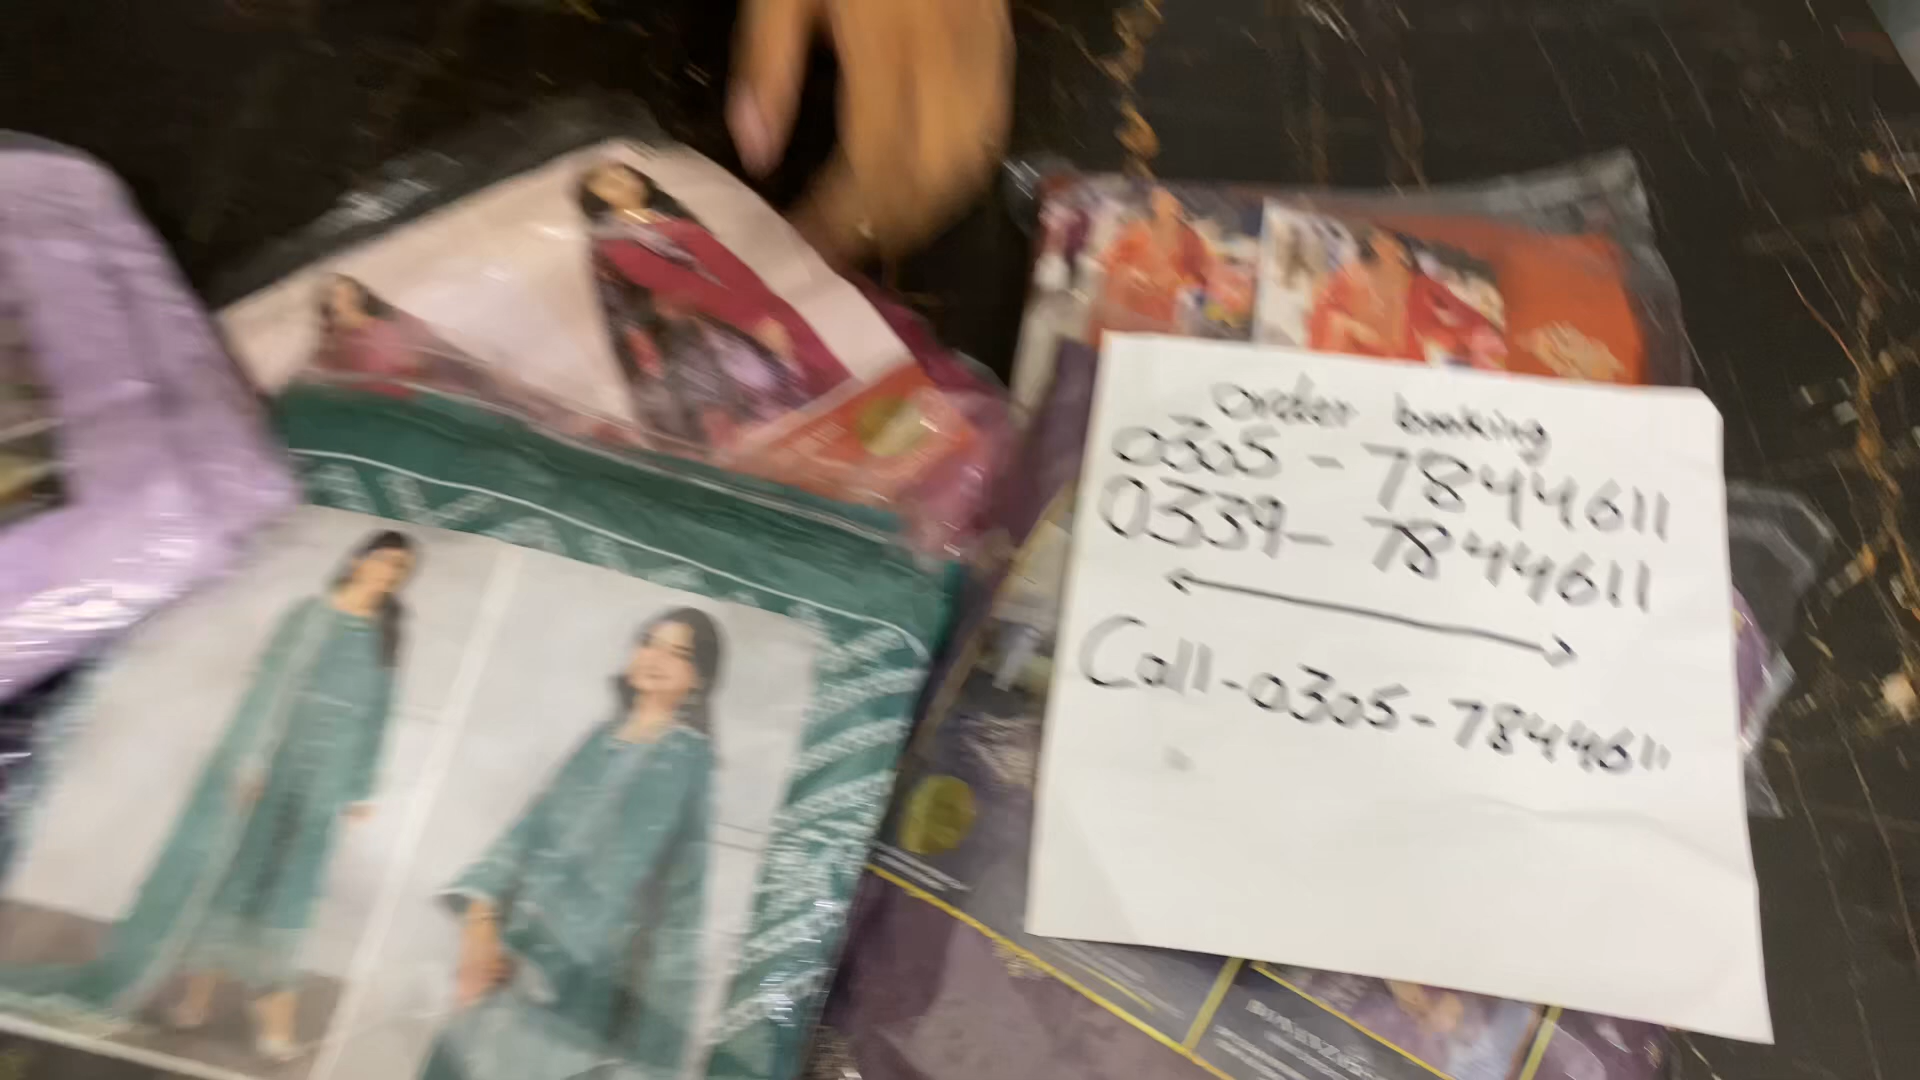 Order booking
0305 - 7844611
0339 - 7844611
Call - 0305 - 7844611